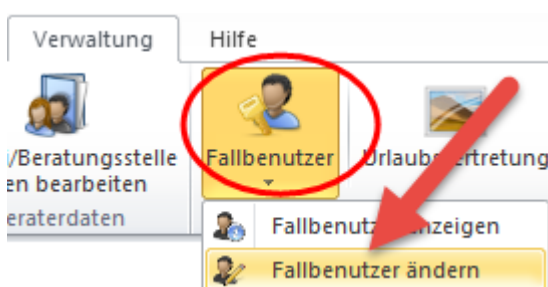 Verwaltung Hilfe
/Beratungsstelle
en bearbeiten
Fallbenutzer
eraterdaten
Fallbenutzer ändern